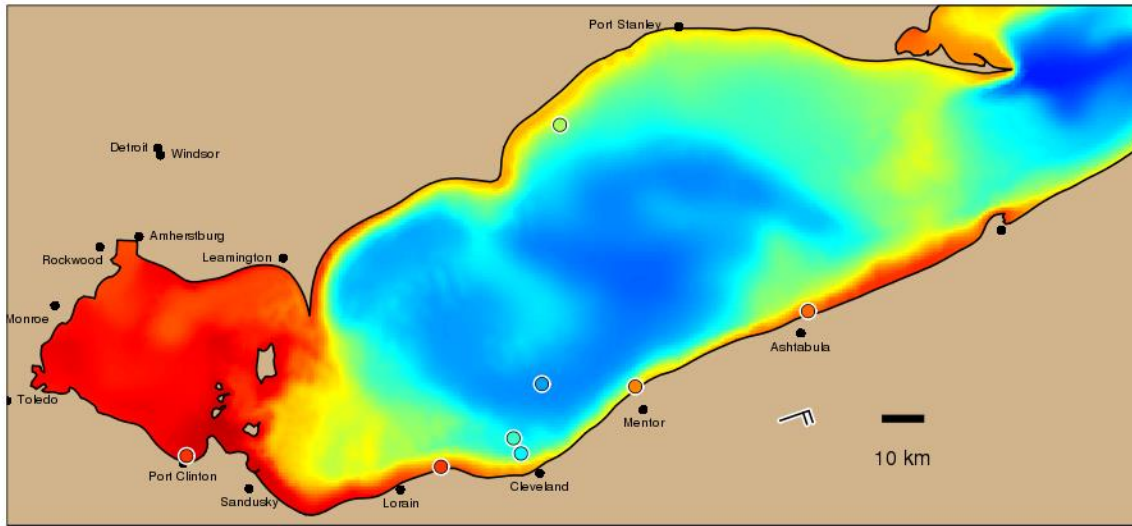 Port Stanley
Detroit
Windsor
Amherstburg
Rockwood
Leamington
Monroe
Ashtabula
Toledo
Mentor
10 km
Port Clinton
Cleveland
Sandusky
Lorain